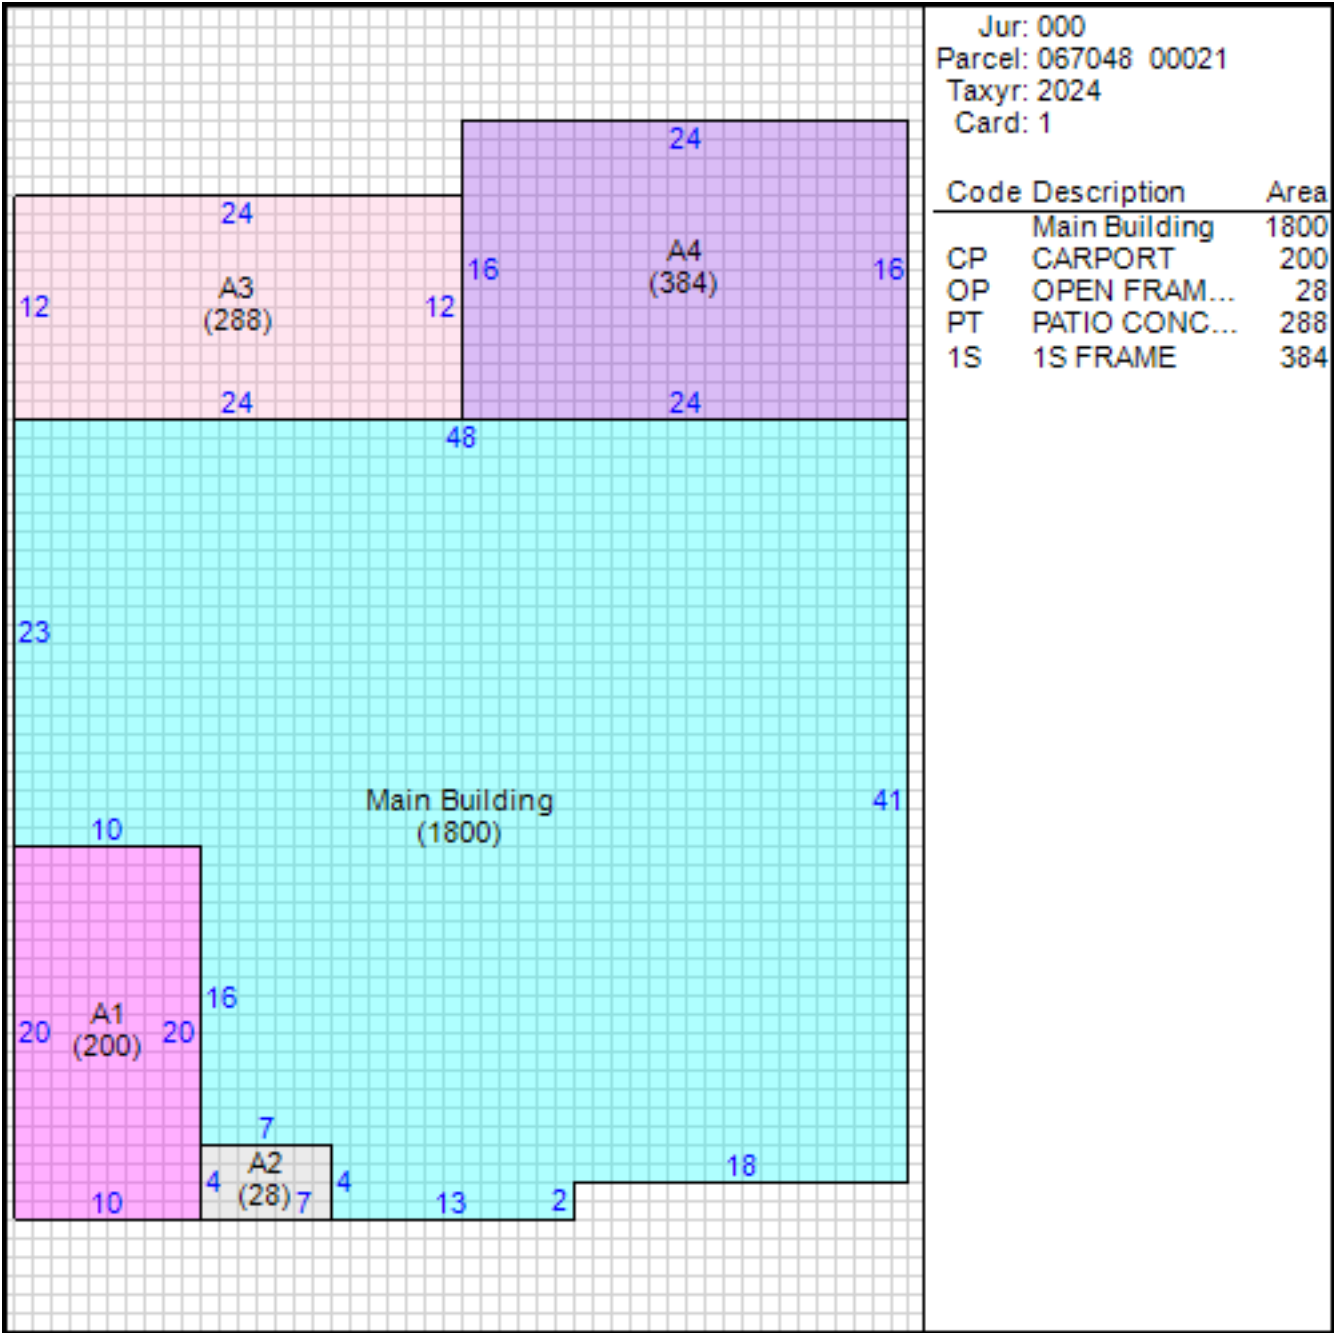 Jur: 000
Parcel: 067048 00021
Taxyr: 2024
Card: 1
Code Description Area
Main Building 1800
CP CARPORT 200
OP OPEN FRAM... 28
PT PATIO CONC... 288
1S 1S FRAME 384
24
16 A4 16
(384)
24
24
12 A3 12
(288)
24
48
23
Main Building
(1800)
41
10
16
20 A1 20
(200)
10
7
4 A2 4
(28) 7
13
2
18